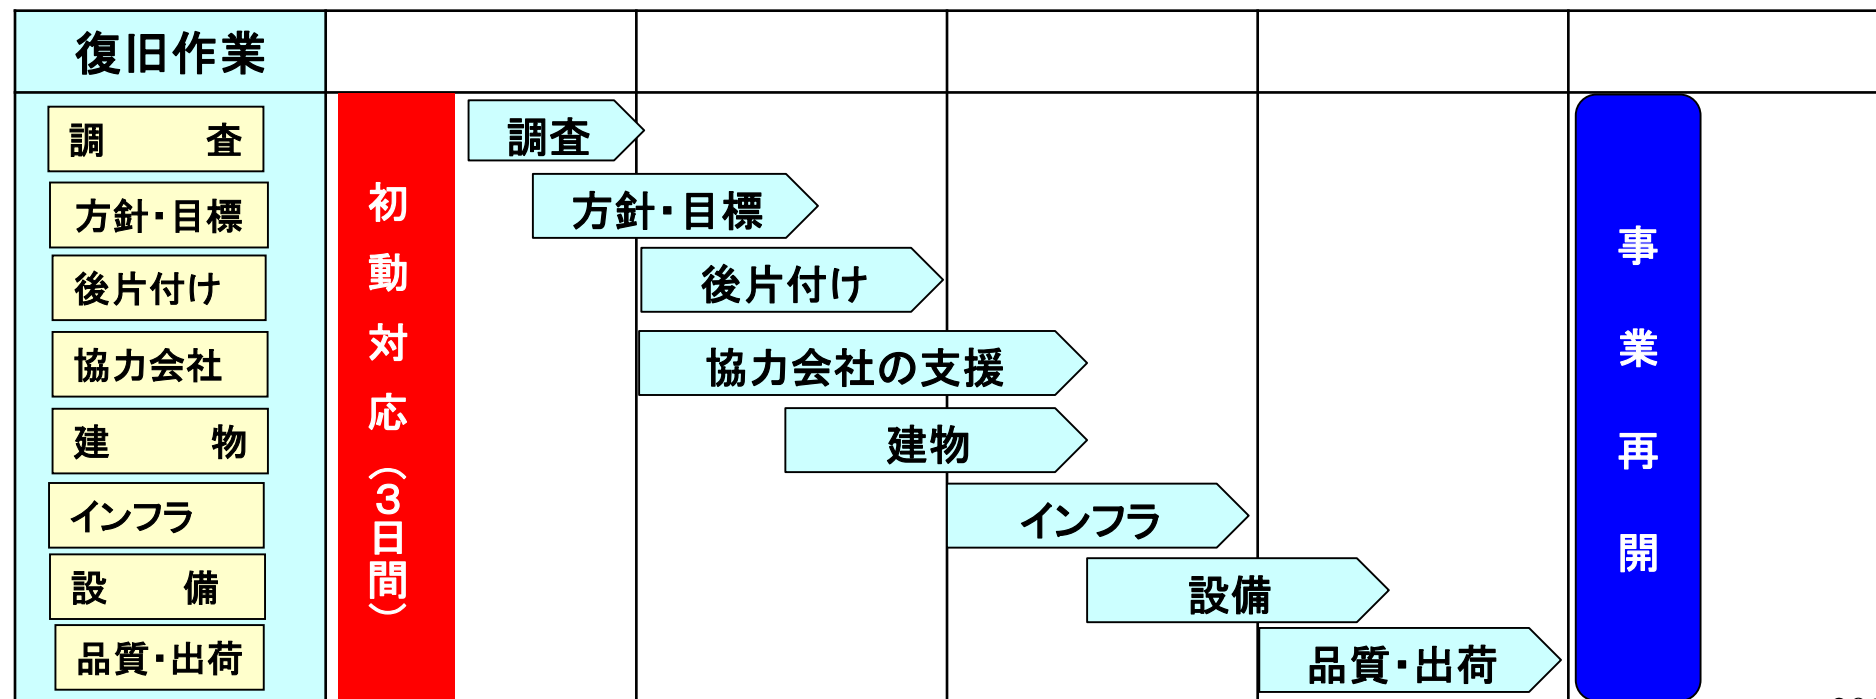 復旧作業
調査
方針・目標
後片付け
協力会社
建物
インフラ
設備
品質・出荷
初動対応（３日間）
調査
方針・目標
後片付け
協力会社の支援
建物
インフラ
設備
品質・出荷
事業再開